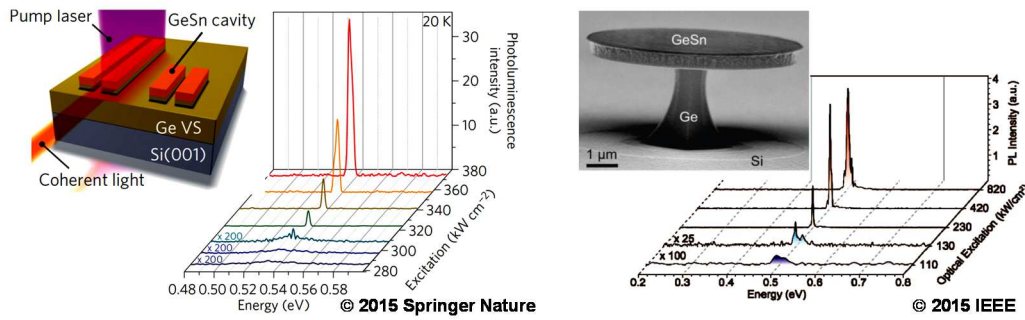 Pump laser
GeSn cavity
Ge VS
Si(001)
Coherent light
20 K
30
20
10
Photoluminescence
intensity (a.u.)
380
360
340
320
300
280
Excitation (kW cm-2)
x 200
x 200
x 200
0.48 0.50 0.52 0.54 0.56 0.58
Energy (eV)
© 2015 Springer Nature
GeSn
Ge
1 µm
Si
4
3
2
1
PL Intensity (a.u.)
820
420
230
130
110
Optical Excitation (kW/cm²)
x 25
x 100
0.2 0.3 0.4 0.5 0.6 0.7 0.8
Energy (eV)
© 2015 IEEE